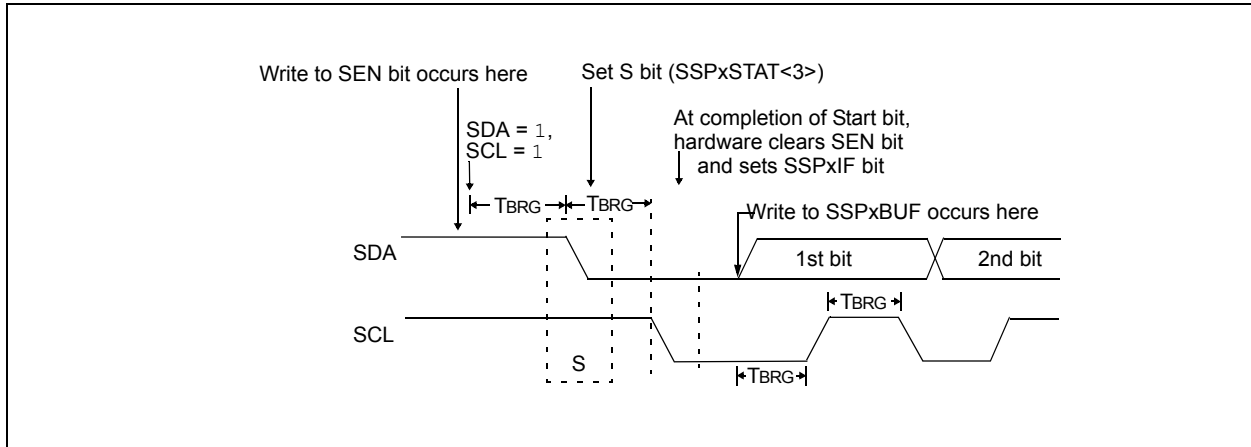 Write to SEN bit occurs here
Set S bit (SSPxSTAT<3>)
SDA = 1,
SCL = 1
At completion of Start bit,
hardware clears SEN bit
and sets SSPxIF bit
TBRG
TBRG
Write to SSPxBUF occurs here
SDA
1st bit
2nd bit
TBRG
SCL
S
TBRG